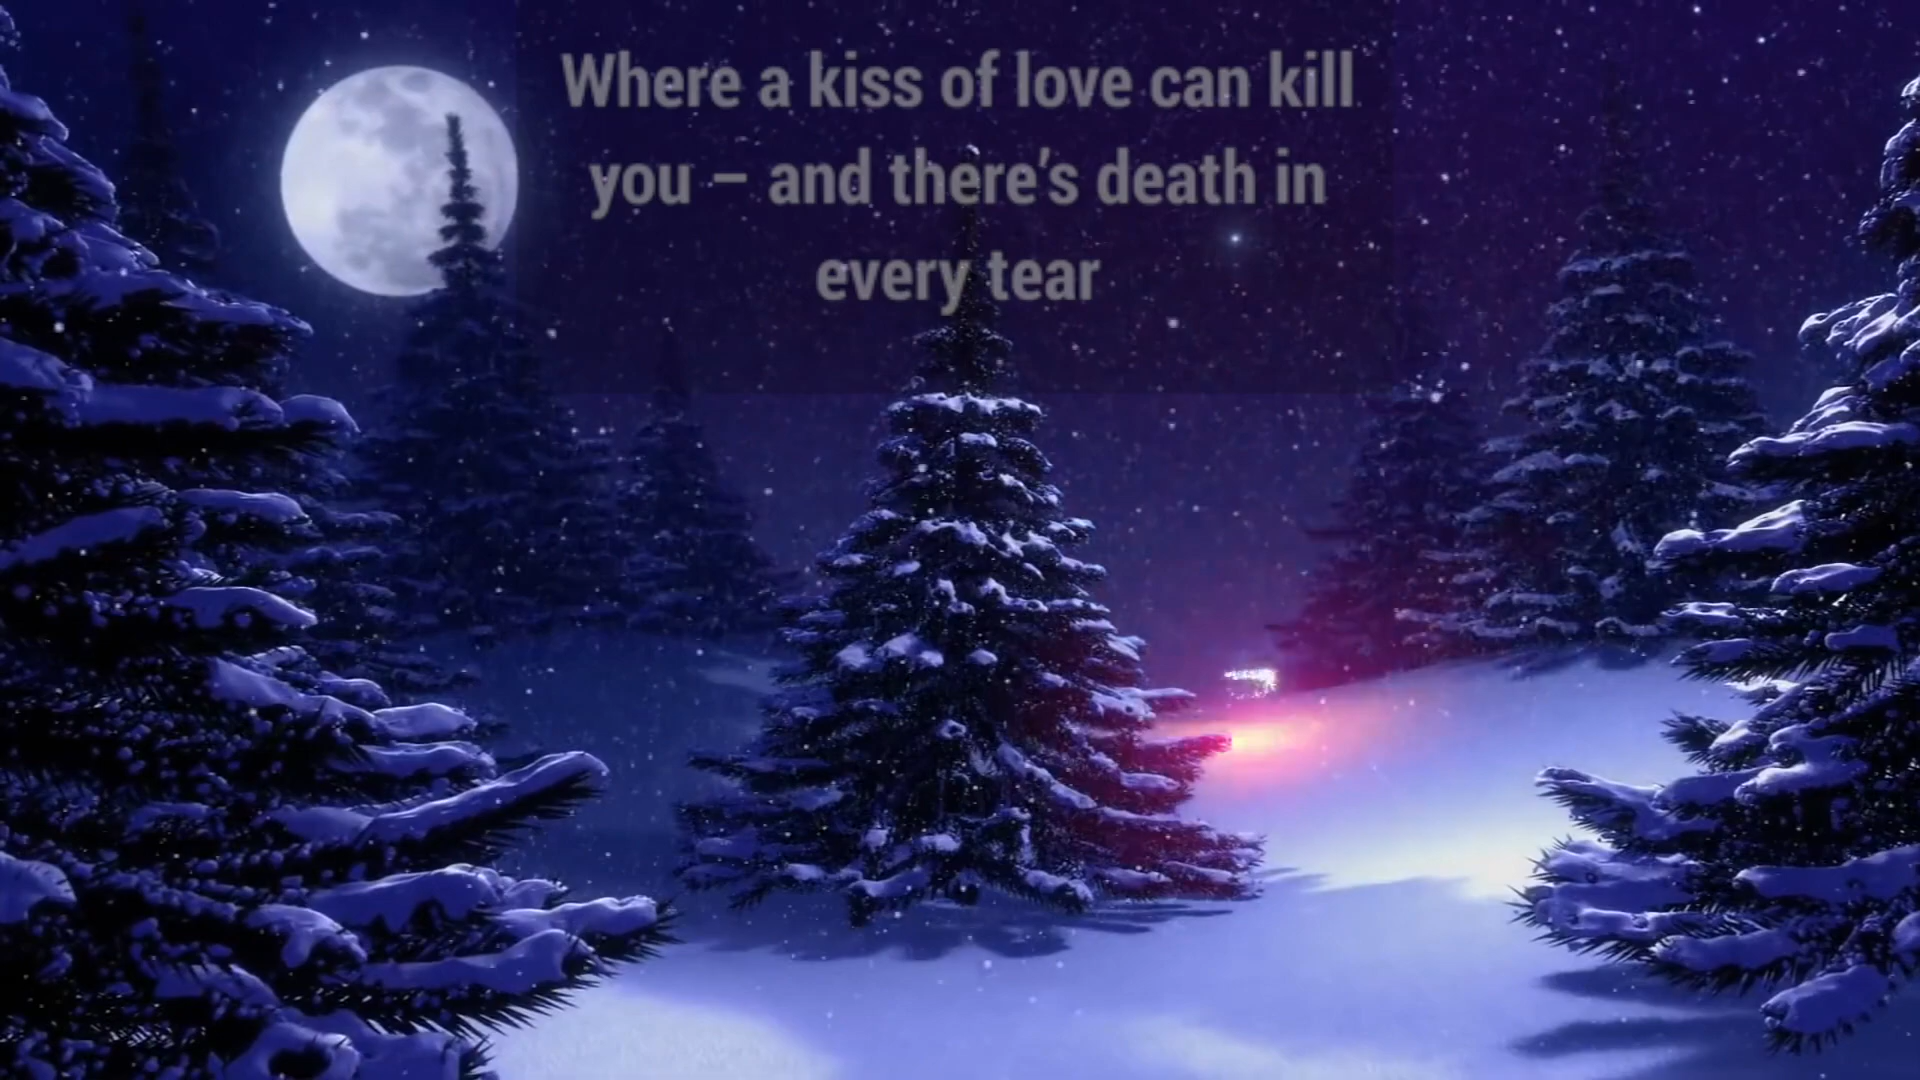 Where a kiss of love can kill
you – and there’s death in
every tear